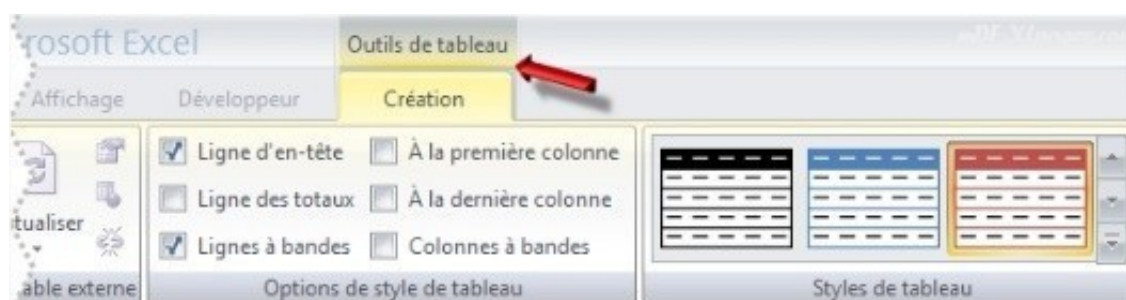 rosoft Excel Outils de tableau
Affichage Développeur Création
Ligne d'en-tête À la première colonne
Ligne des totaux À la dernière colonne
tualiser
Lignes à bandes Colonnes à bandes
able externe Options de style de tableau Styles de tableau